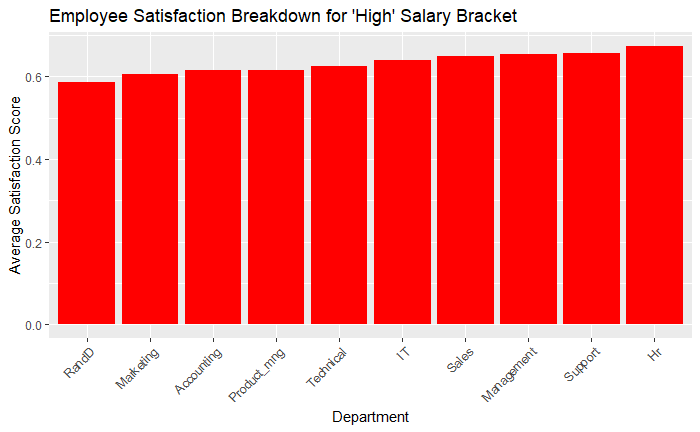 Employee Satisfaction Breakdown for 'High' Salary Bracket
Average Satisfaction Score
0.6
0.4
0.2
0.0
RandD
Marketing
Accounting
Product_mng
Technical
IT
Sales
Management
Support
Hr
Department